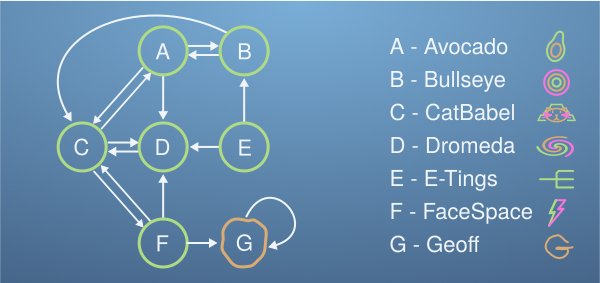 A
B
C
D
E
F
G
A - Avocado
B - Bullseye
C - CatBabel
D - Dromeda
E - E-Tings
F - FaceSpace
G - Geoff